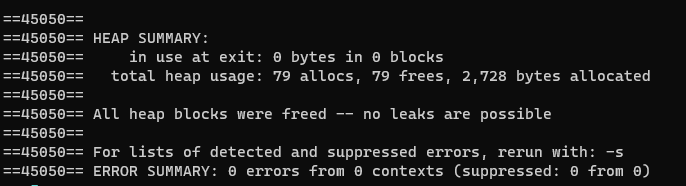 ==45050==
==45050== HEAP SUMMARY:
==45050==     in use at exit: 0 bytes in 0 blocks
==45050==   total heap usage: 79 allocs, 79 frees, 2,728 bytes allocated
==45050==
==45050== All heap blocks were freed -- no leaks are possible
==45050==
==45050== For lists of detected and suppressed errors, rerun with: -s
==45050== ERROR SUMMARY: 0 errors from 0 contexts (suppressed: 0 from 0)